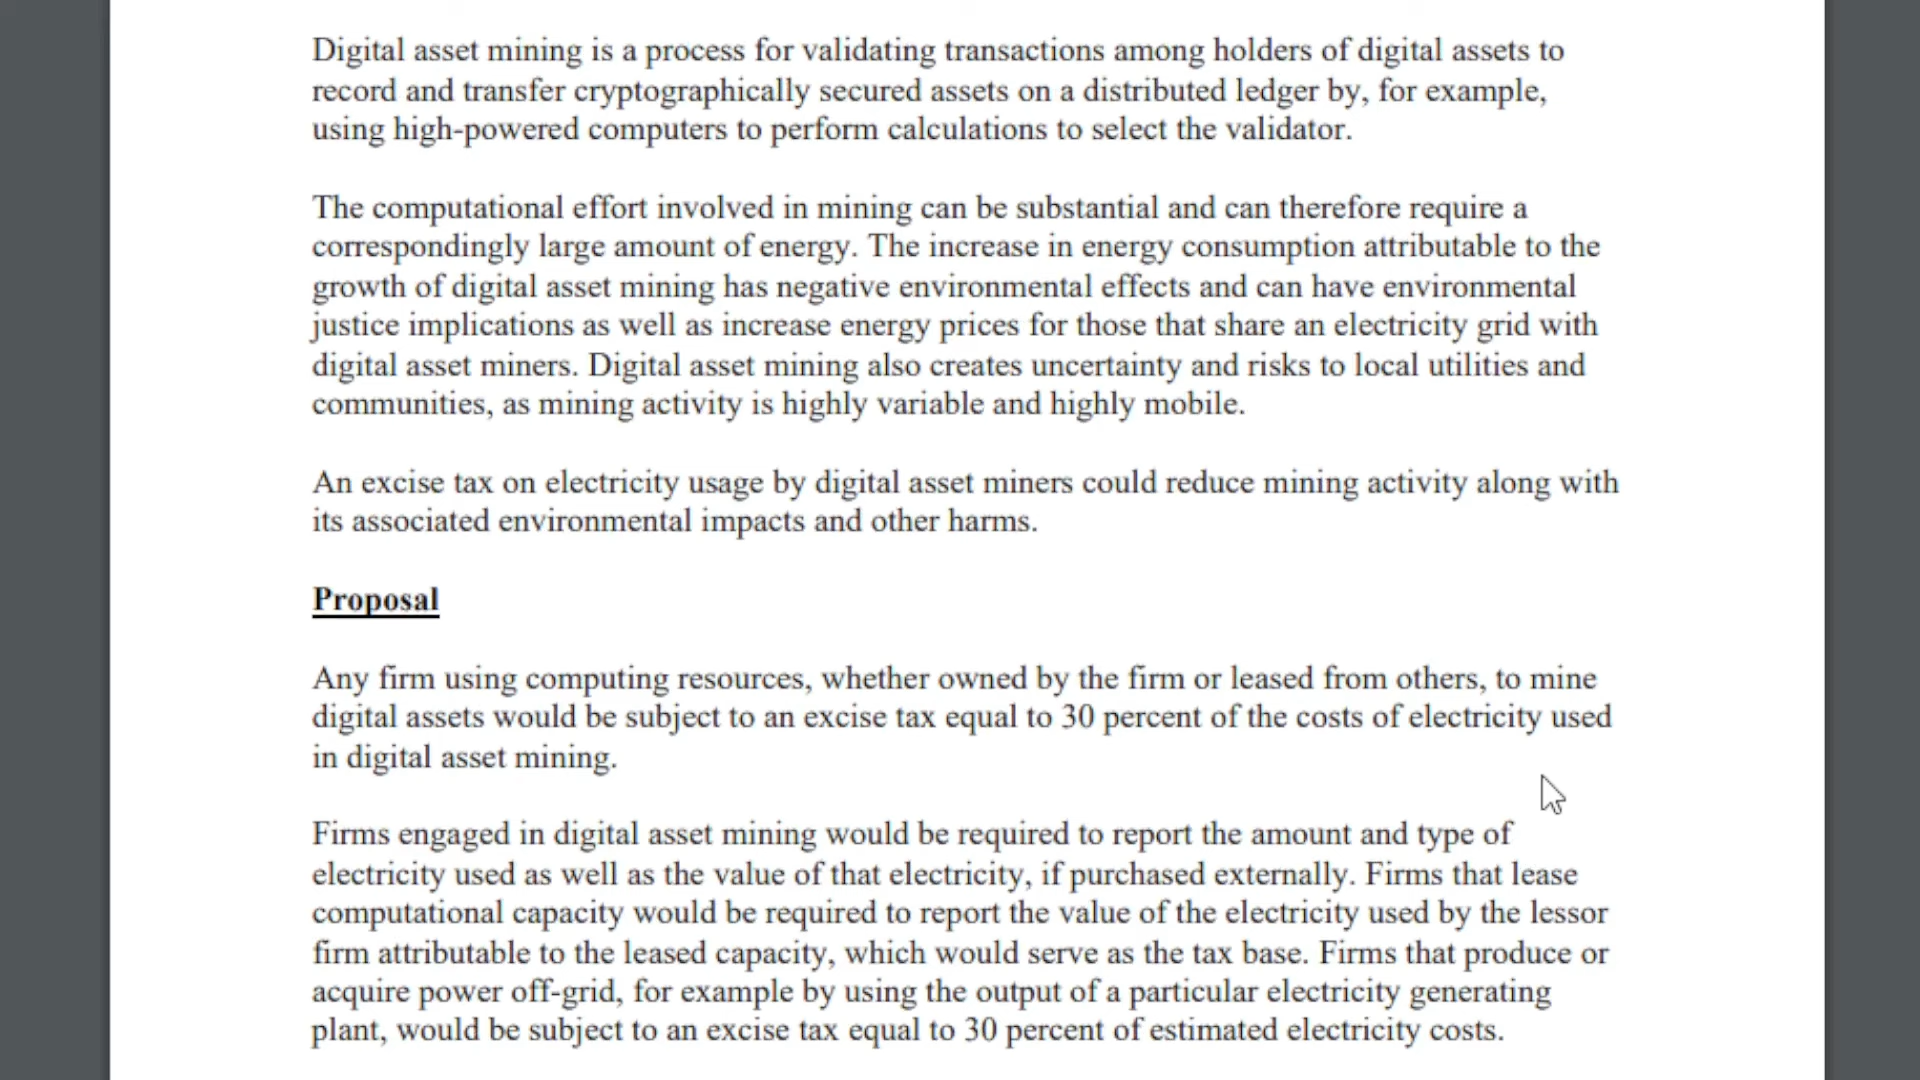 Digital asset mining is a process for validating transactions among holders of digital assets to
record and transfer cryptographically secured assets on a distributed ledger by, for example,
using high-powered computers to perform calculations to select the validator.
The computational effort involved in mining can be substantial and can therefore require a
correspondingly large amount of energy. The increase in energy consumption attributable to the
growth of digital asset mining has negative environmental effects and can have environmental
justice implications as well as increase energy prices for those that share an electricity grid with
digital asset miners. Digital asset mining also creates uncertainty and risks to local utilities and
communities, as mining activity is highly variable and highly mobile.
An excise tax on electricity usage by digital asset miners could reduce mining activity along with
its associated environmental impacts and other harms.
Proposal
Any firm using computing resources, whether owned by the firm or leased from others, to mine
digital assets would be subject to an excise tax equal to 30 percent of the costs of electricity used
in digital asset mining.
Firms engaged in digital asset mining would be required to report the amount and type of
electricity used as well as the value of that electricity, if purchased externally. Firms that lease
computational capacity would be required to report the value of the electricity used by the lessor
firm attributable to the leased capacity, which would serve as the tax base. Firms that produce or
acquire power off-grid, for example by using the output of a particular electricity generating
plant, would be subject to an excise tax equal to 30 percent of estimated electricity costs.